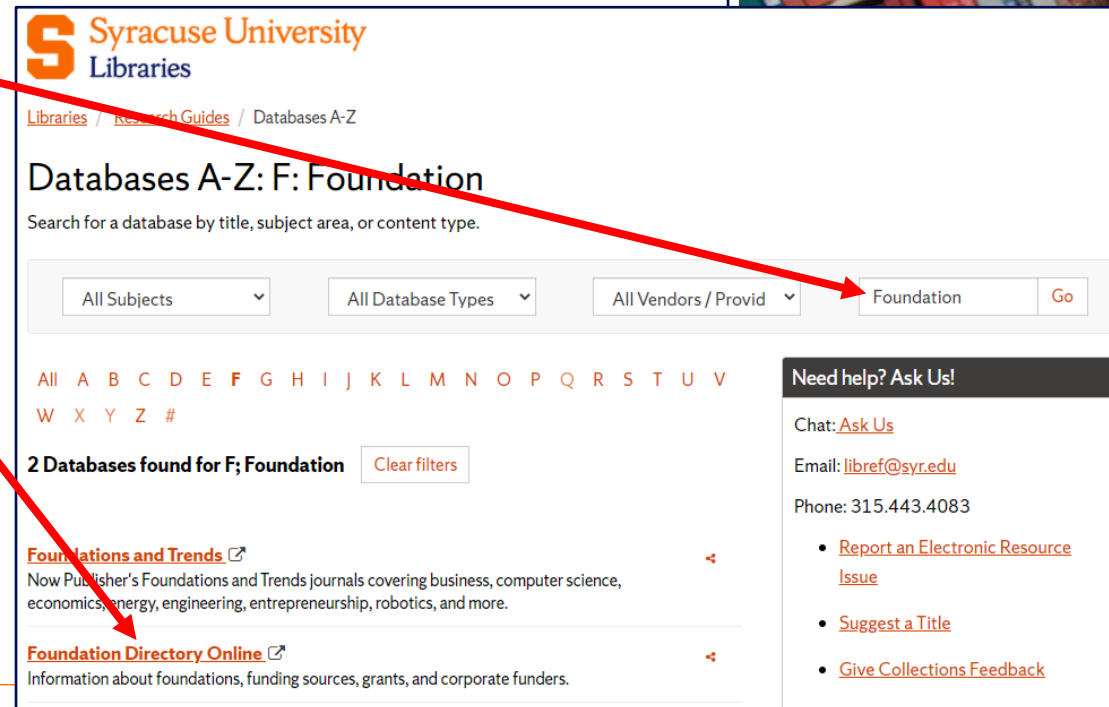 Syracuse University
Libraries
Libraries / Research Guides / Databases A-Z
Databases A-Z: F: Foundation
Search for a database by title, subject area, or content type.
All Subjects All Database Types All Vendors / Provid Foundation Go
All A B C D E F G H I J K L M N O P Q R S T U V
W X Y Z #
2 Databases found for F; Foundation Clear filters
Foundations and Trends
Now Publisher's Foundations and Trends journals covering business, computer science,
economics, energy, engineering, entrepreneurship, robotics, and more.
Foundation Directory Online
Information about foundations, funding sources, grants, and corporate funders.
Need help? Ask Us!
Chat: Ask Us
Email: libref@syr.edu
Phone: 315.443.4083
Report an Electronic Resource
Issue
Suggest a Title
Give Collections Feedback